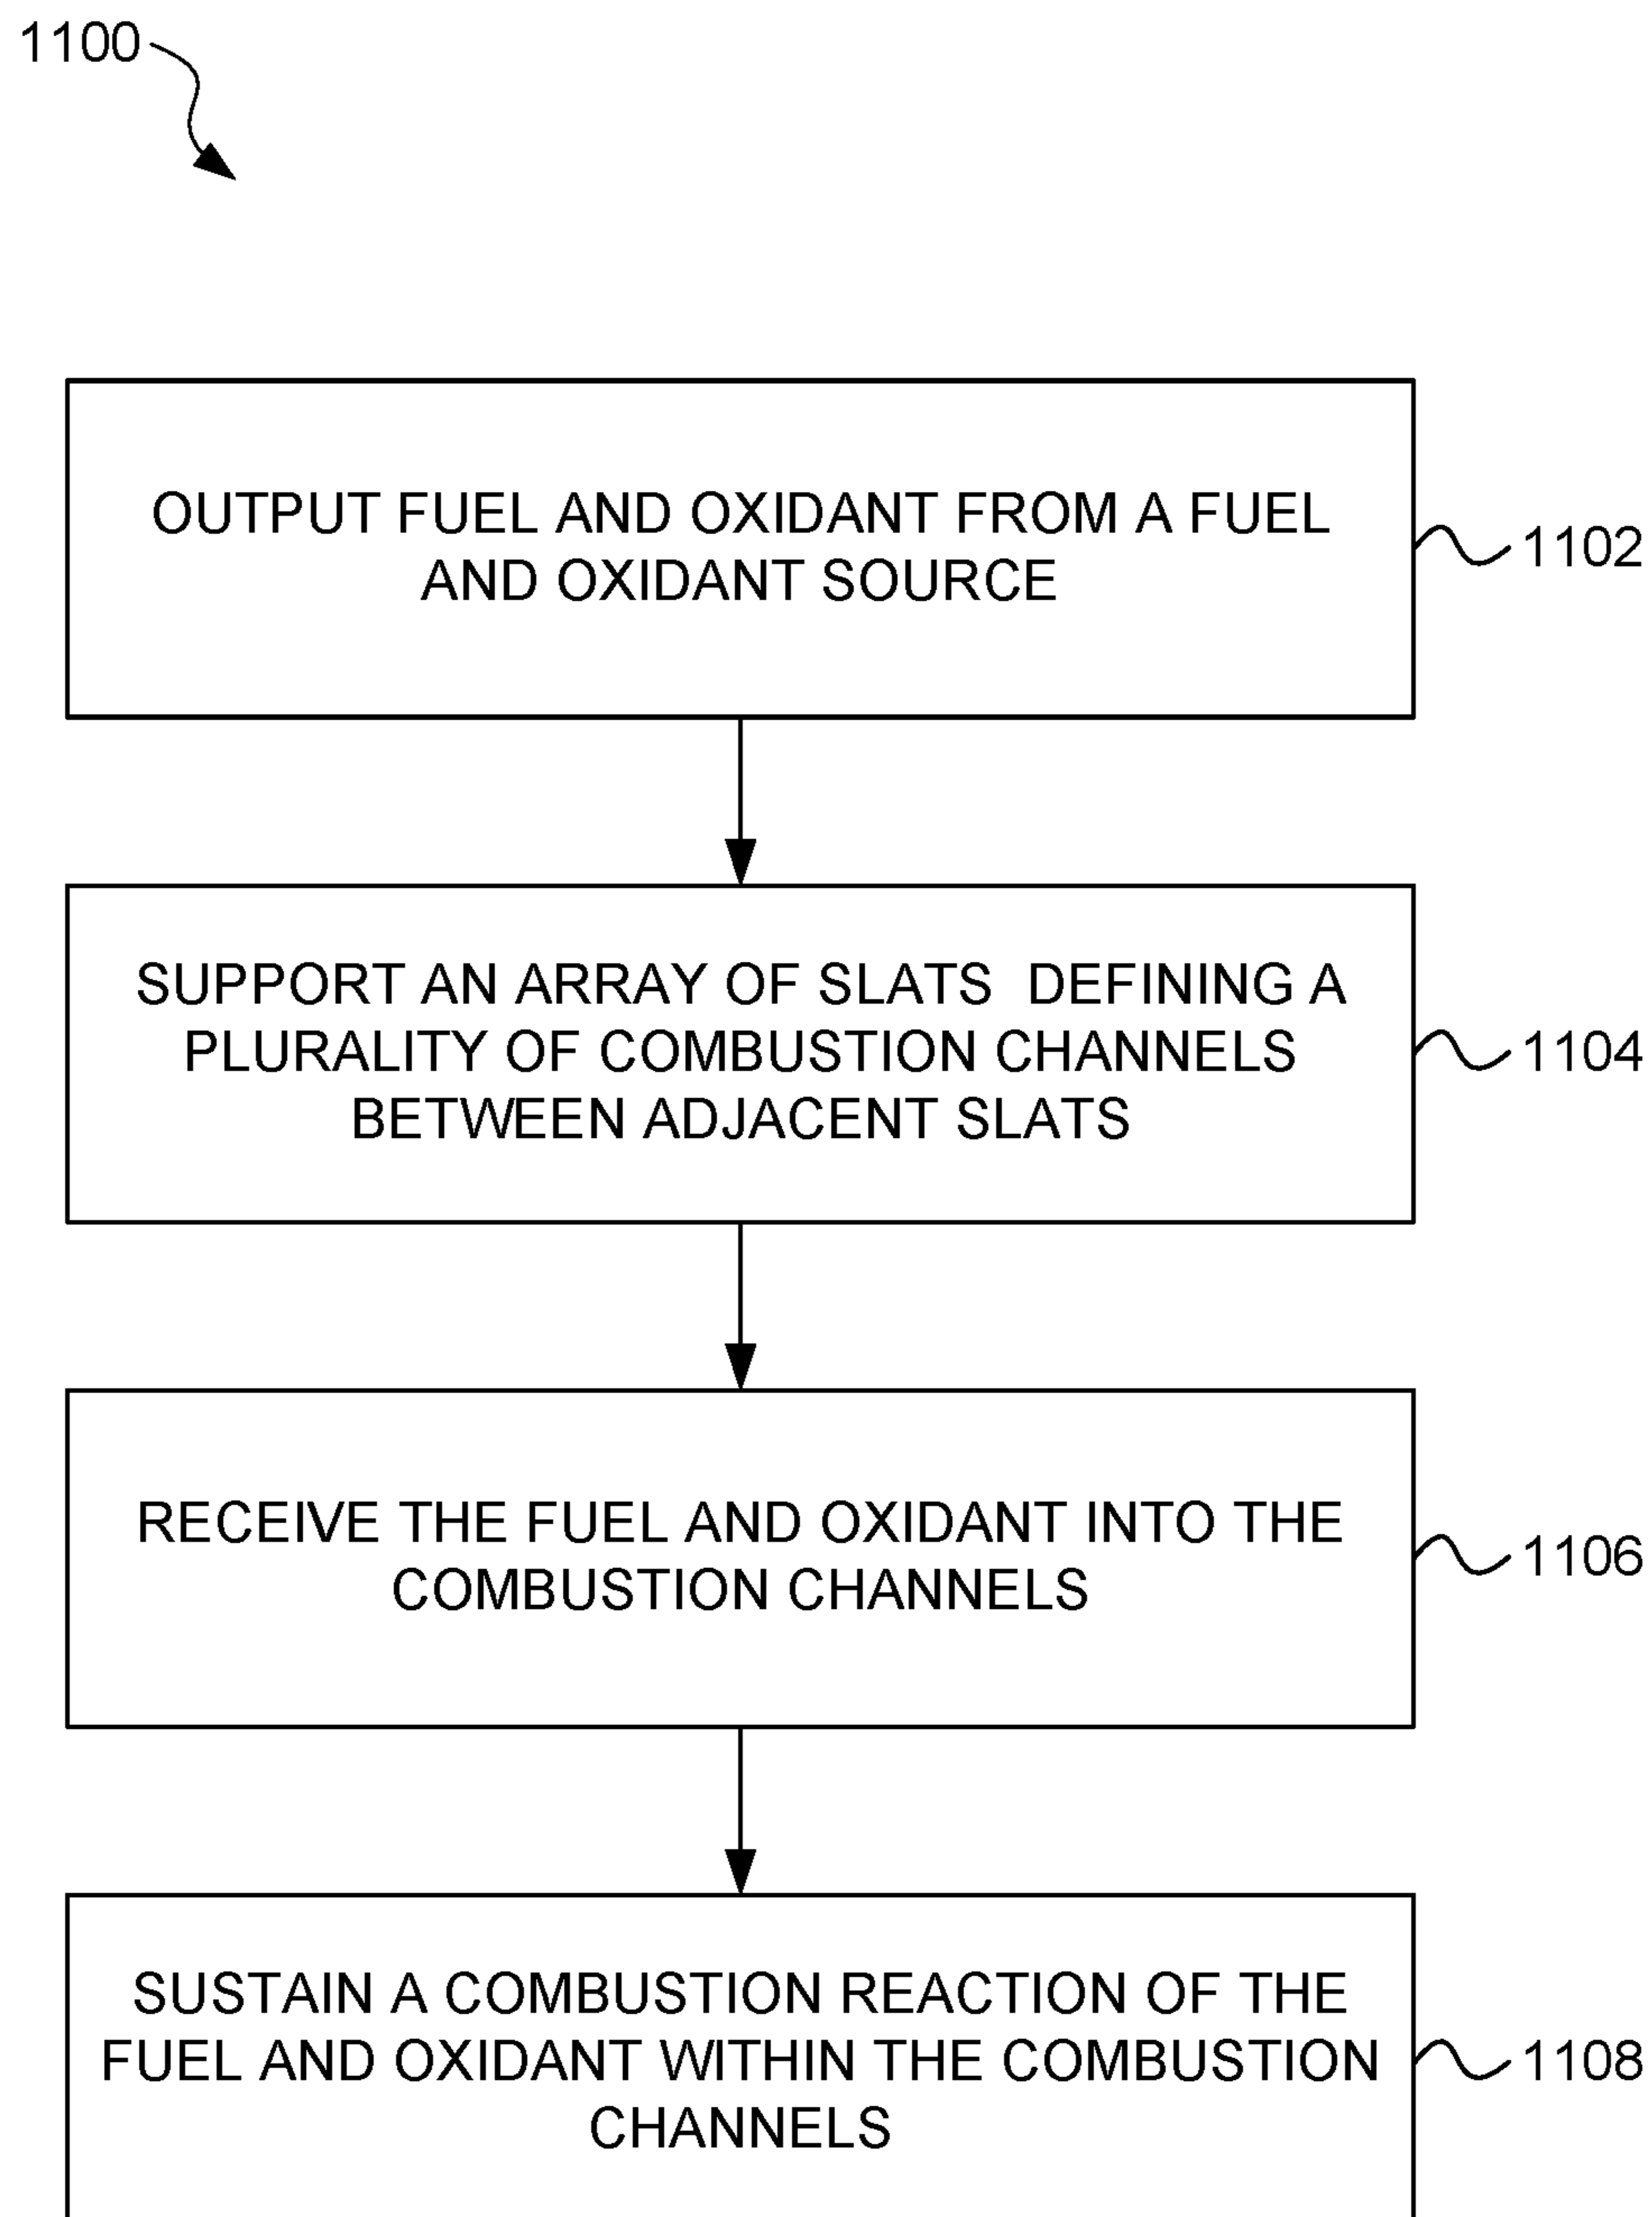 1100
OUTPUT FUEL AND OXIDANT FROM A FUEL
AND OXIDANT SOURCE
1102
SUPPORT AN ARRAY OF SLATS  DEFINING A
PLURALITY OF COMBUSTION CHANNELS
BETWEEN ADJACENT SLATS
1104
RECEIVE THE FUEL AND OXIDANT INTO THE
COMBUSTION CHANNELS
1106
SUSTAIN A COMBUSTION REACTION OF THE
FUEL AND OXIDANT WITHIN THE COMBUSTION
CHANNELS
1108